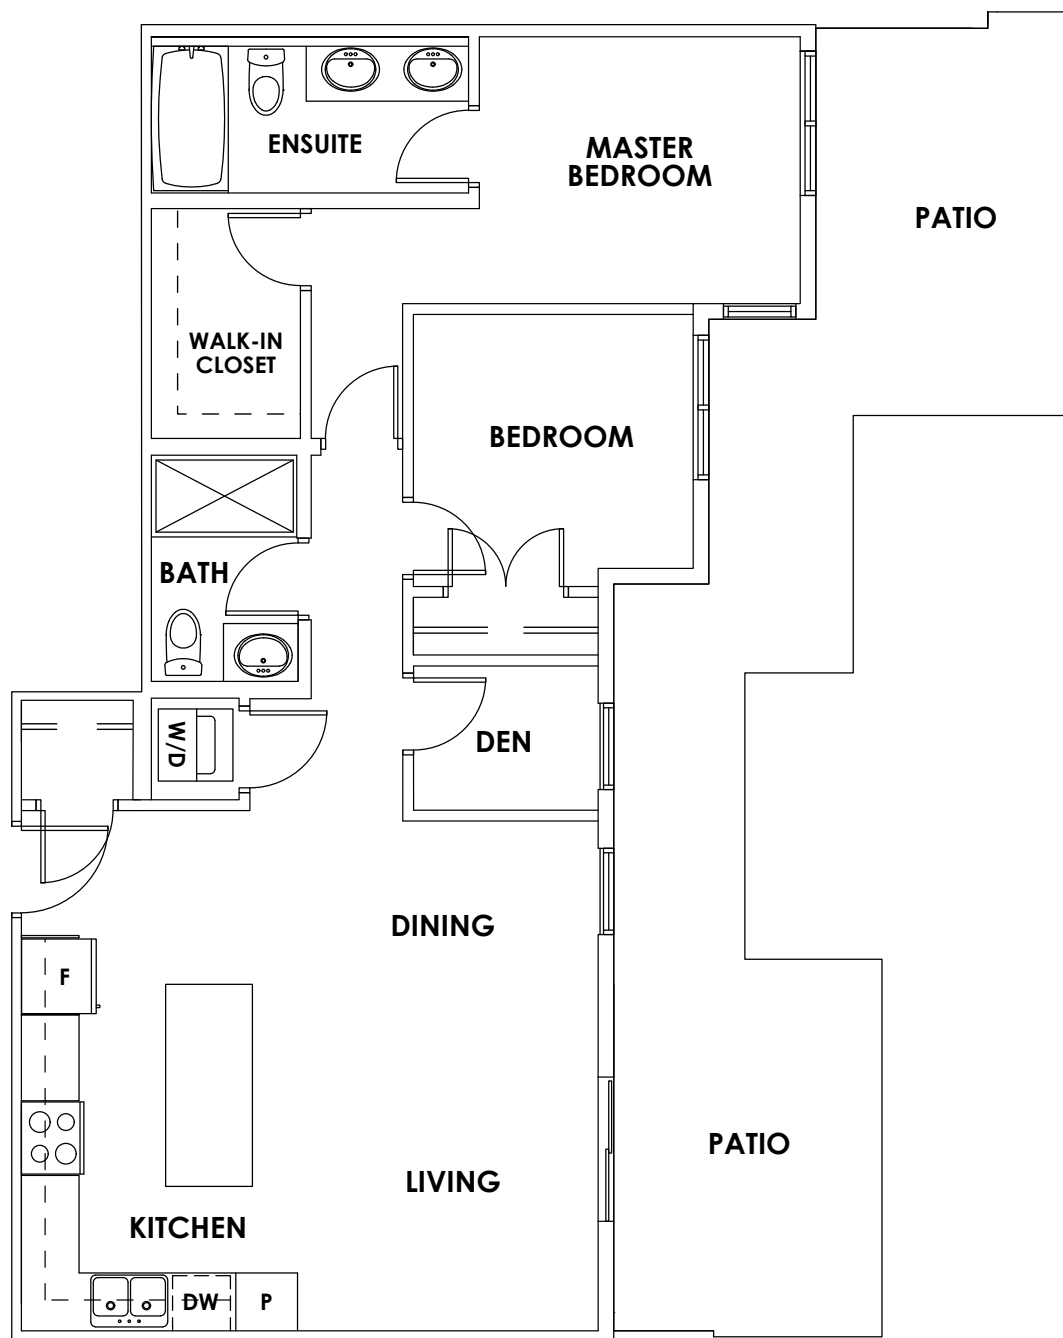 ENSUITE
MASTER
BEDROOM
PATIO
WALK-IN
CLOSET
BEDROOM
BATH
W/D
DEN
DINING
F
PATIO
LIVING
KITCHEN
DW
P